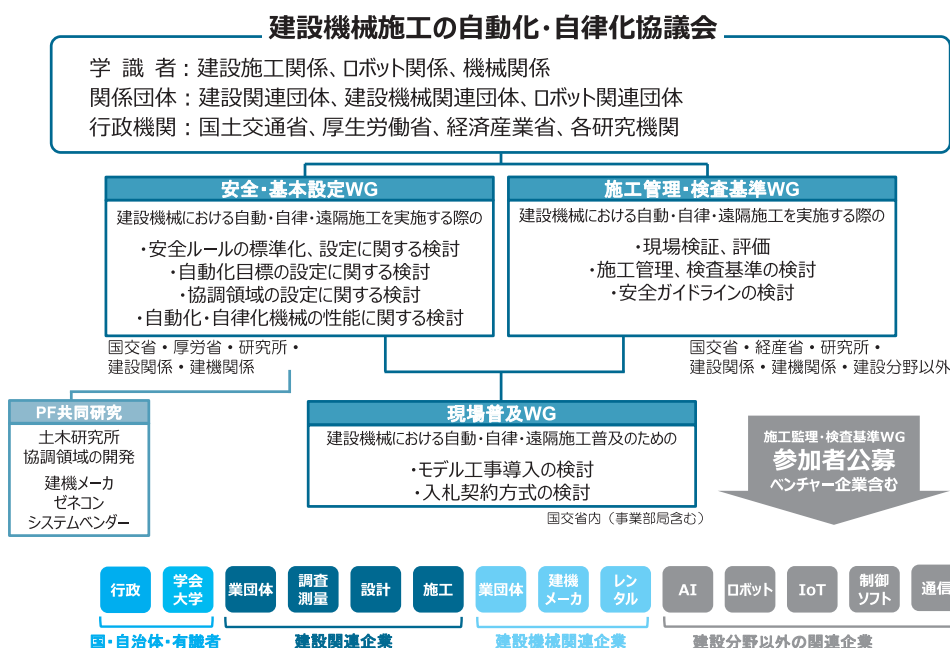 建設機械施工の自動化・自律化協議会
学 識 者：建設施工関係、ロボット関係、機械関係
関係団体：建設関連団体、建設機械関連団体、ロボット関連団体
行政機関：国土交通省、厚生労働省、経済産業省、各研究機関
安全・基本設定WG
建設機械における自動・自律・遠隔施工を実施する際の
・安全ルールの標準化、設定に関する検討
・自動化目標の設定に関する検討
・協調領域の設定に関する検討
・自動化・自律化機械の性能に関する検討
国交省・厚労省・研究所・
建設関係・建機関係
施工管理・検査基準WG
建設機械における自動・自律・遠隔施工を実施する際の
・現場検証、評価
・施工管理、検査基準の検討
・安全ガイドラインの検討
国交省・経産省・研究所・
建設関係・建機関係・建設分野以外
PF共同研究
土木研究所
協調領域の開発
建機メーカ
ゼネコン
システムベンダー
現場普及WG
建設機械における自動・自律・遠隔施工普及のための
・モデル工事導入の検討
・入札契約方式の検討
国交省内（事業部局含む）
施工監理・検査基準WG
参加者公募
ベンチャー企業含む
行政
学会
大学
業団体
調査
測量
設計
施工
業団体
建機
メーカ
レン
タル
AI
ロボット
IoT
制御
ソフト
通信
国・自治体・有識者
建設関連企業
建設機械関連企業
建設分野以外の関連企業